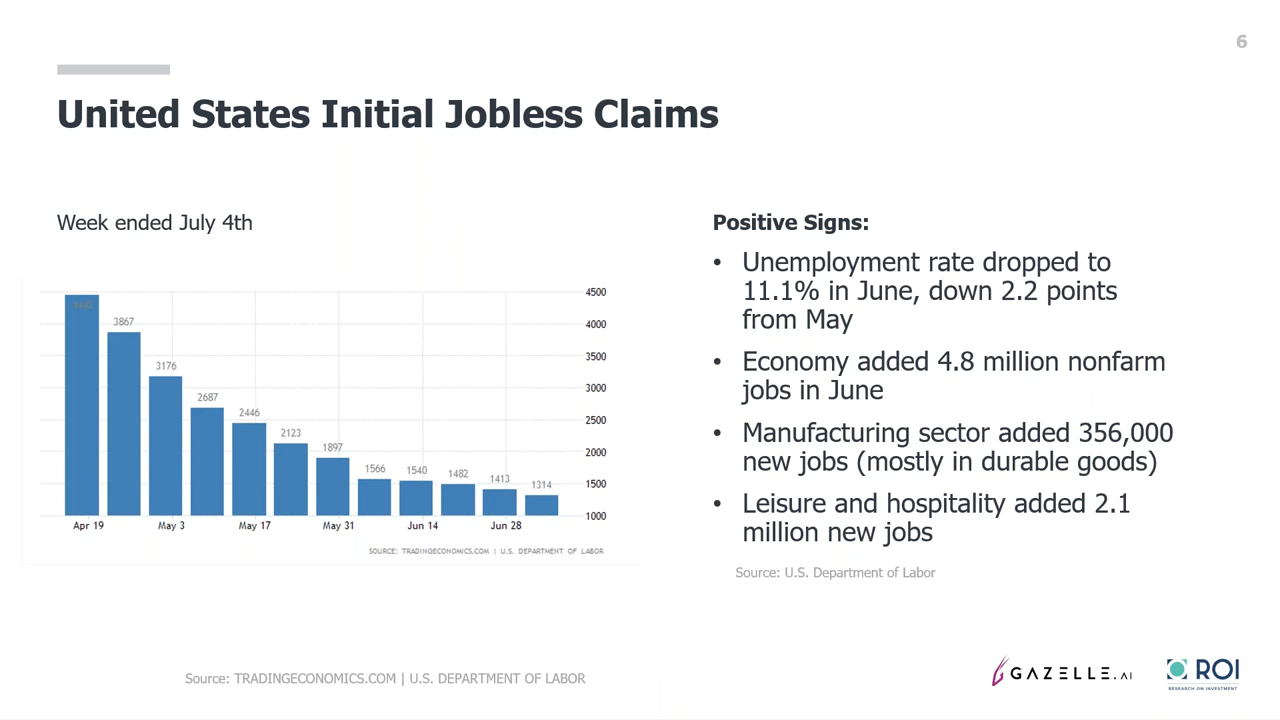 6
United States Initial Jobless Claims
Week ended July 4th
4500
4000
3500
3000
2500
2000
1500
1000
3867
3176
2687
2446
2123
1897
1566
1540
1482
1413
1314
Apr 19
May 3
May 17
May 31
Jun 14
Jun 28
SOURCE: TRADINGECONOMICS.COM | U.S. DEPARTMENT OF LABOR
Positive Signs:
• Unemployment rate dropped to
11.1% in June, down 2.2 points
from May
• Economy added 4.8 million nonfarm
jobs in June
• Manufacturing sector added 356,000
new jobs (mostly in durable goods)
• Leisure and hospitality added 2.1
million new jobs
Source: U.S. Department of Labor
Source: TRADINGECONOMICS.COM | U.S. DEPARTMENT OF LABOR
GAZELLE.AI
ROI
RESEARCH ON INVESTMENT